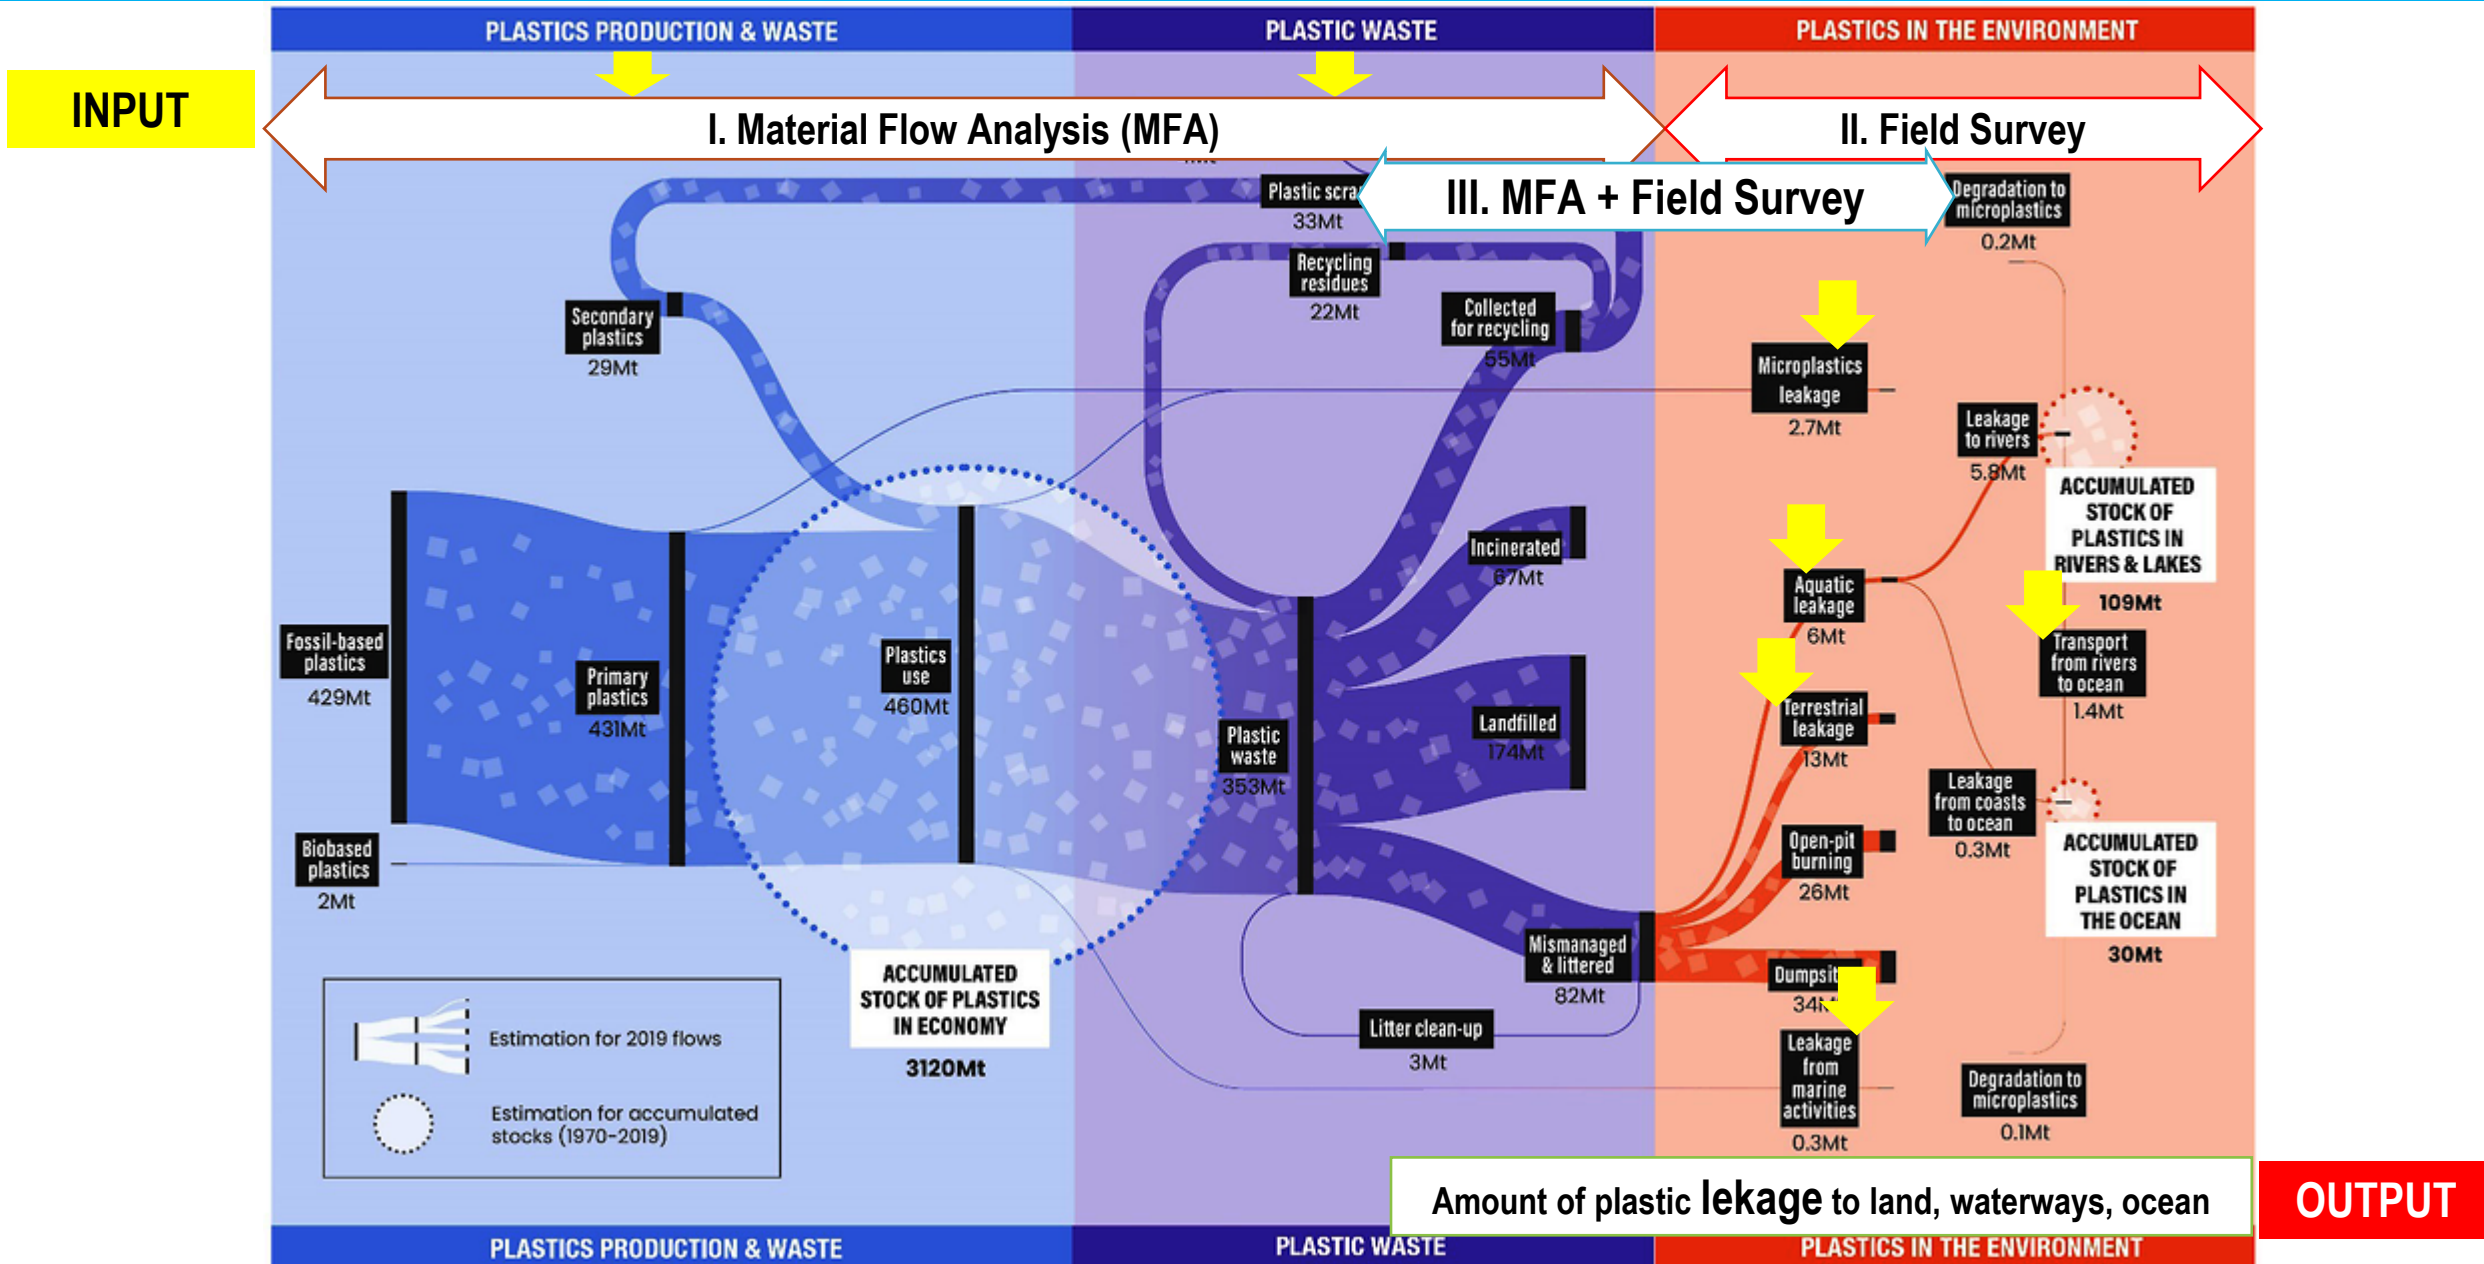 PLASTICS PRODUCTION & WASTE
PLASTIC WASTE
PLASTICS IN THE ENVIRONMENT
INPUT
I. Material Flow Analysis (MFA)
II. Field Survey
III. MFA + Field Survey
Plastic
33Mt
Degradation to
microplastics
0.2Mt
Recycling
residues
22Mt
Collected
for recycling
55Mt
Secondary
plastics
29Mt
Microplastics
leakage
2.7Mt
Leakage
to rivers
5.8Mt
ACCUMULATED
STOCK OF
PLASTICS IN
RIVERS & LAKES
109Mt
Incinerated
67Mt
Aquatic
leakage
6Mt
Fossil-based
plastics
429Mt
Primary
plastics
431Mt
Plastics
use
460Mt
Plastic
waste
353Mt
Landfilled
174Mt
Terrestrial
leakage
13Mt
Transport
from rivers
to ocean
1.4Mt
Leakage
from coasts
to ocean
0.3Mt
Biobased
plastics
2Mt
Open-pit
burning
26Mt
ACCUMULATED
STOCK OF
PLASTICS IN
THE OCEAN
30Mt
Mismanaged
& littered
82Mt
ACCUMULATED
STOCK OF PLASTICS
IN ECONOMY
3120Mt
Litter clean-up
3Mt
Leakage
from
marine
activities
0.3Mt
Degradation to
microplastics
0.1Mt
Estimation for 2019 flows
Estimation for accumulated
stocks (1970-2019)
Amount of plastic lekage to land, waterways, ocean
OUTPUT
PLASTICS PRODUCTION & WASTE
PLASTIC WASTE
PLASTICS IN THE ENVIRONMENT